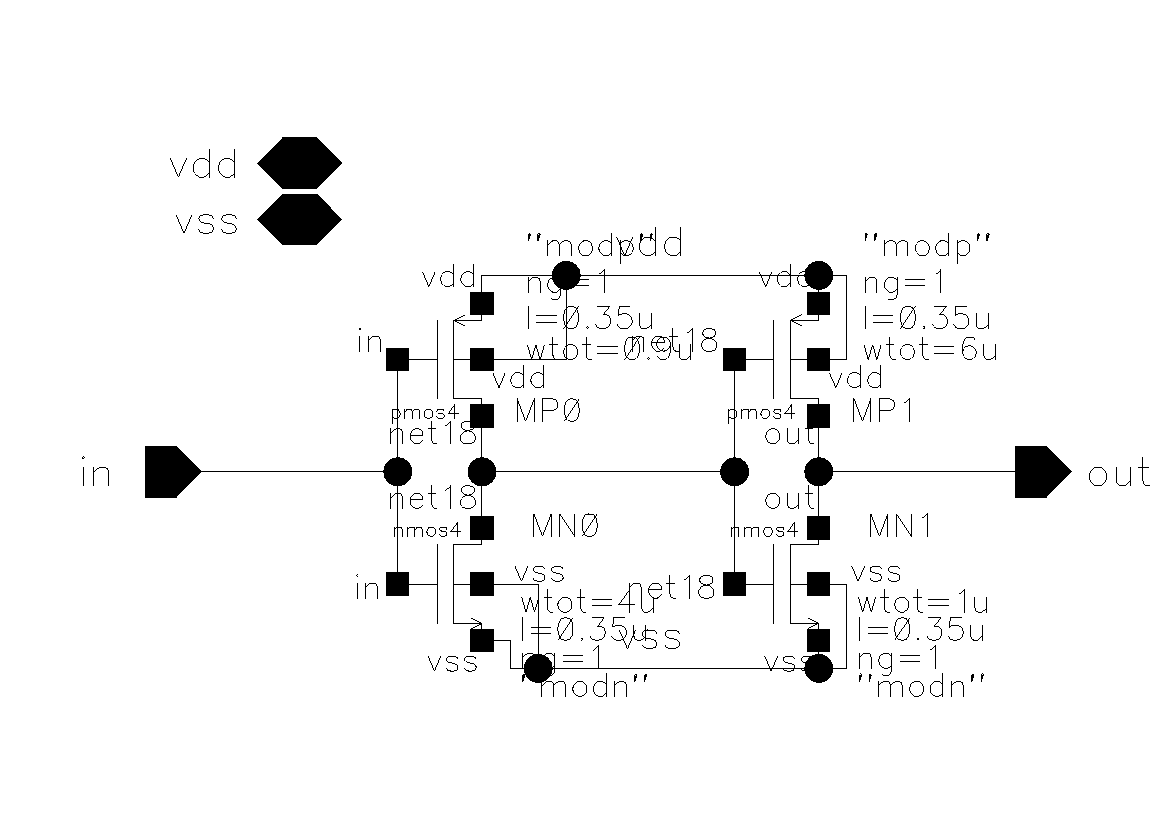 vdd
vss
"modp"
vdd
"modp"
vdd
ng=1
vdd
ng=1
l=0.35u
l=0.35u
in
wtot=0.9u
net18
wtot=6u
vdd
vdd
pmos4
MP0
pmos4
MP1
net18
out
in
out
net18
out
nmos4
MN0
nmos4
MN1
vss
vss
in
net18
wtot=4u
wtot=1u
l=0.35u
vss
l=0.35u
vss
ng=1
vss
ng=1
"modn"
"modn"